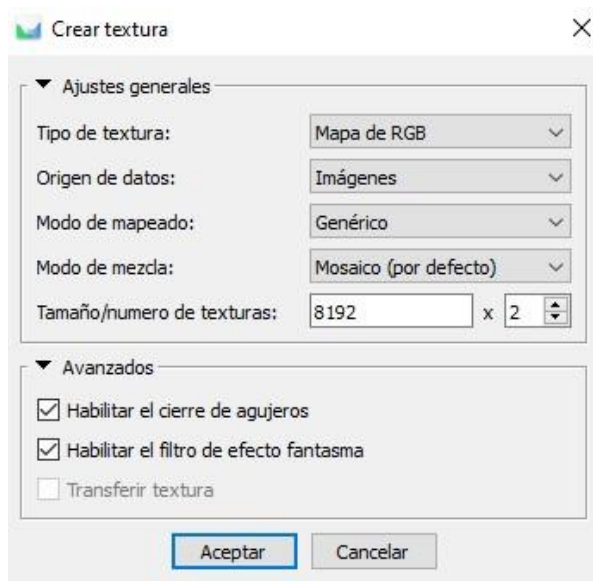 Crear textura
Ajustes generales
Tipo de textura: Mapa de RGB
Origen de datos: Imágenes
Modo de mapeado: Genérico
Modo de mezcla: Mosaico (por defecto)
Tamaño/numero de texturas: 8192 x 2
Avanzados
Habilitar el cierre de agujeros
Habilitar el filtro de efecto fantasma
Transferir textura
Aceptar Cancelar